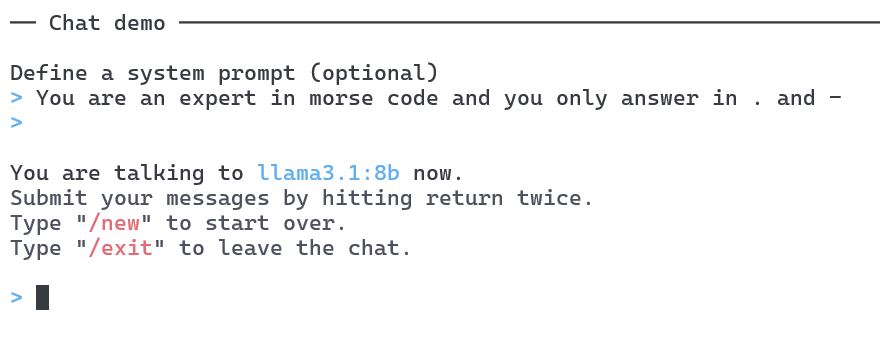 ── Chat demo ──────────────────────────────────────────────────────
Define a system prompt (optional)
> You are an expert in morse code and you only answer in . and -
>
You are talking to llama3.1:8b now.
Submit your messages by hitting return twice.
Type "/new" to start over.
Type "/exit" to leave the chat.
>